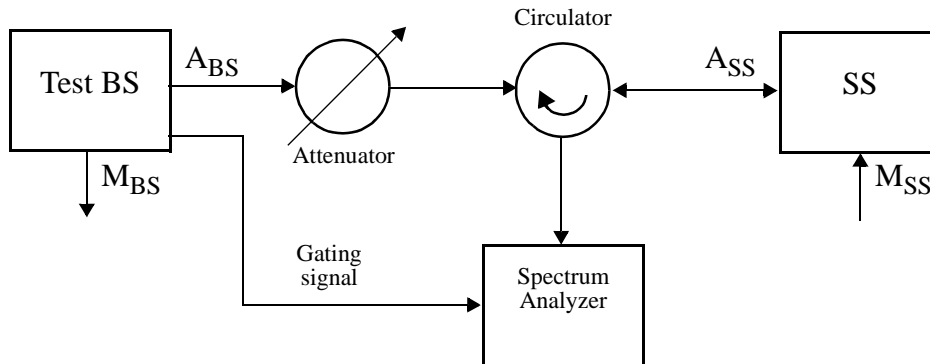 Circulator
Test BS
A_BS
A_SS
SS
Attenuator
M_BS
M_SS
Gating
signal
Spectrum
Analyzer